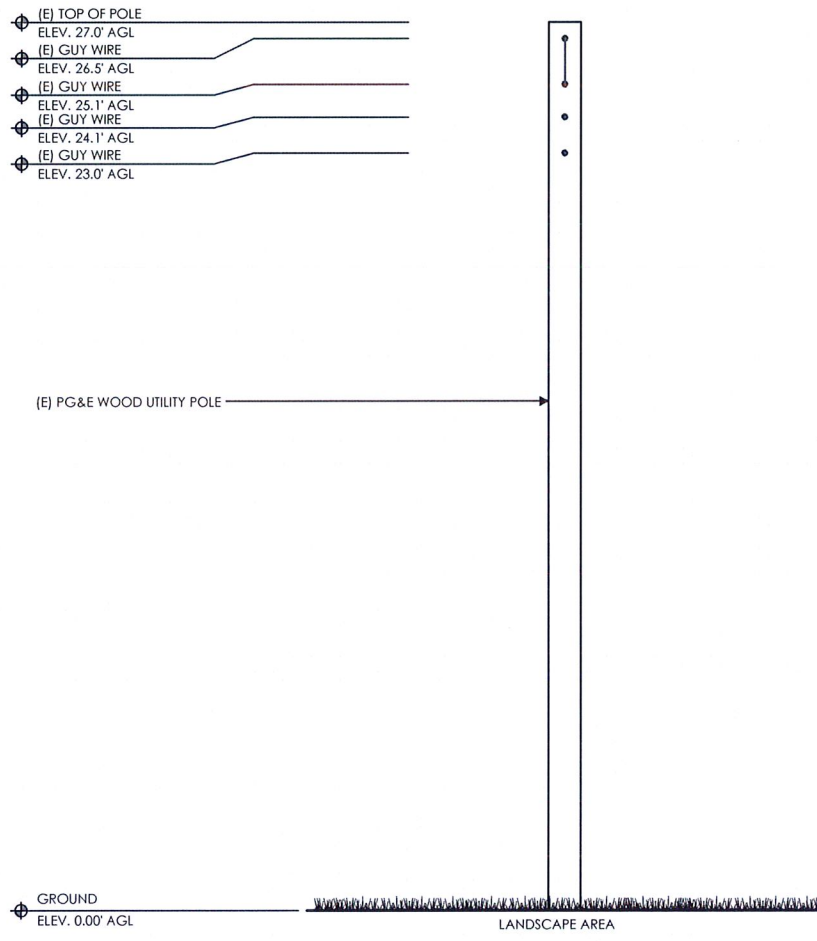 (E) TOP OF POLE
ELEV. 27.0' AGL
(E) GUY WIRE
ELEV. 26.5' AGL
(E) GUY WIRE
ELEV. 25.1' AGL
(E) GUY WIRE
ELEV. 24.1' AGL
(E) GUY WIRE
ELEV. 23.0' AGL
(E) PG&E WOOD UTILITY POLE
GROUND
ELEV. 0.00' AGL
LANDSCAPE AREA